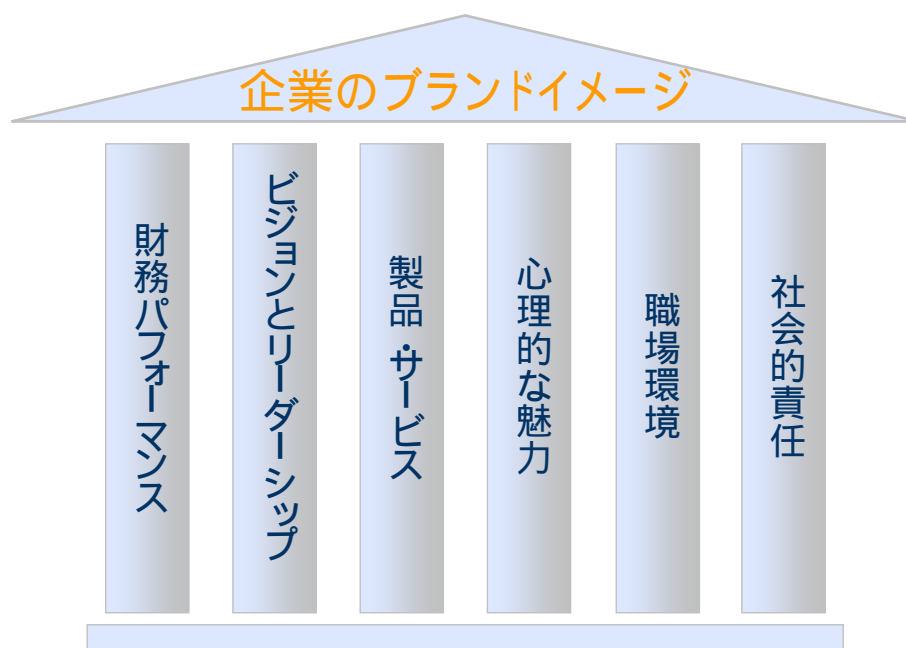 企業のブランドイメージ
財務パフォーマンス
ビジョンとリーダーシップ
製品・サービス
心理的な魅力
職場環境
社会的責任